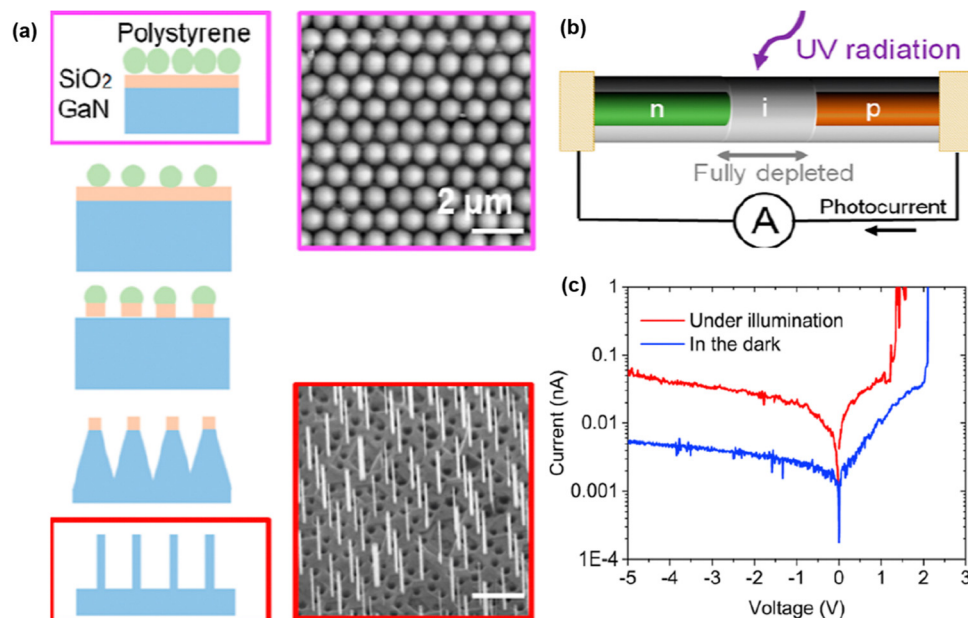 (a)
Polystyrene
SiO₂
GaN
2 µm
(b)
UV radiation
n
i
p
Fully depleted
A
Photocurrent
(c)
Under illumination
In the dark
Current (nA)
1
0.1
0.01
0.001
1E-4
-5 -4 -3 -2 -1 0 1 2 3
Voltage (V)